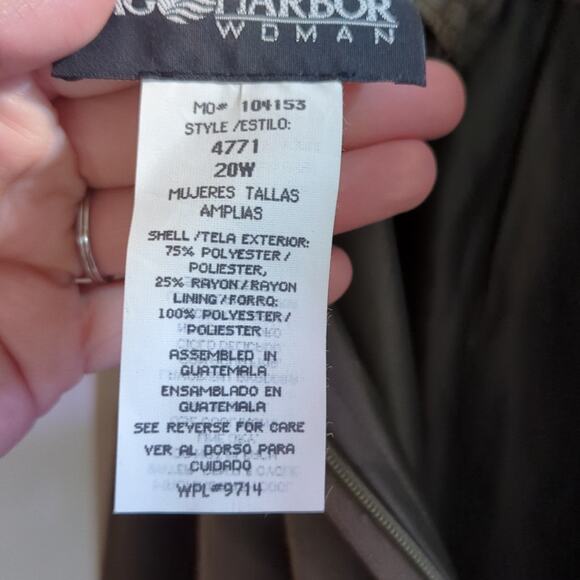 HARBOR
WOMAN
MO# 104153
STYLE/ESTILO:
4771
20W
MUJERES TALLAS
AMPLIAS
SHELL/TELA EXTERIOR:
75% POLYESTER/
POLIESTER,
25% RAYON/RAYON
LINING/FORRO:
100% POLYESTER/
POLIESTER
ASSEMBLED IN
GUATEMALA
ENSAMBLADO EN
GUATEMALA
SEE REVERSE FOR CARE
VER AL DORSO PARA
CUIDADO
WPL#9714